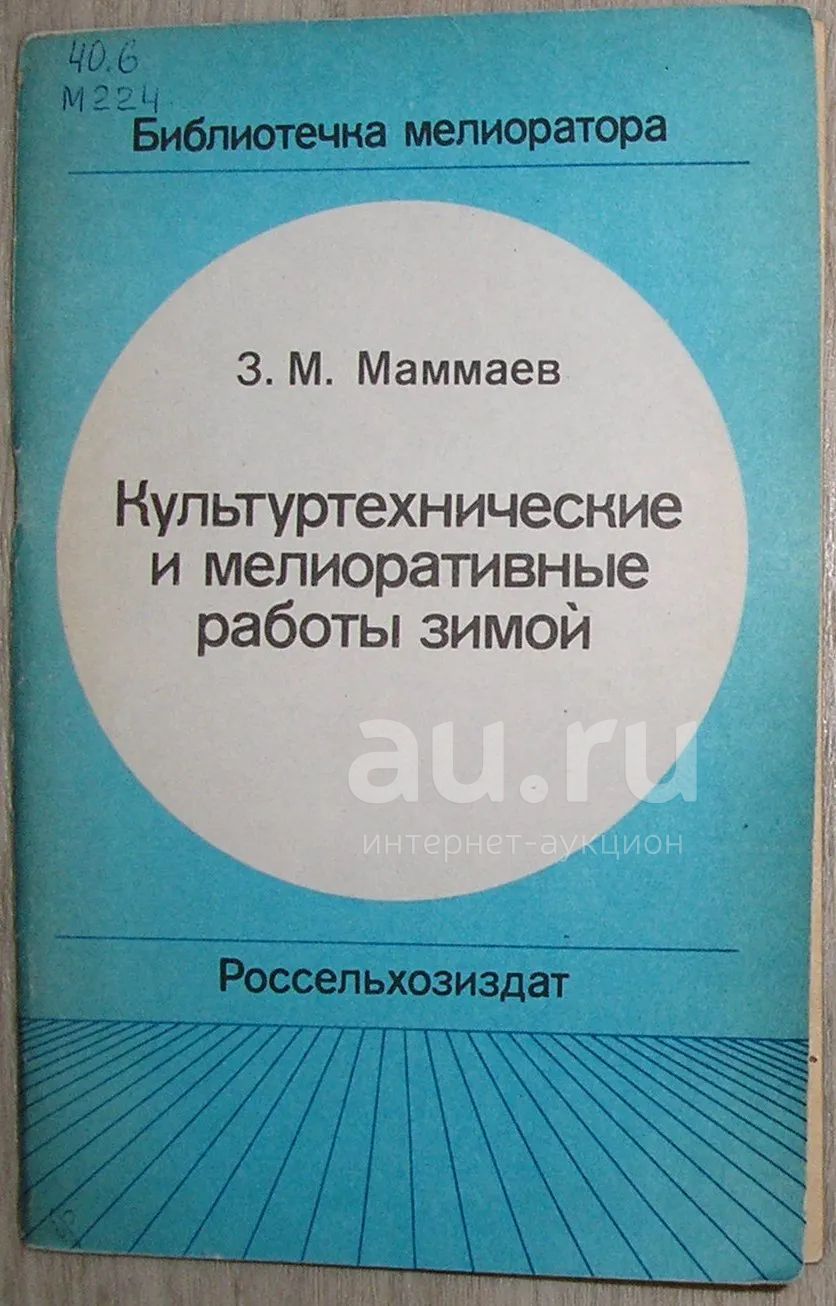 40.6
М224
Библиотечка мелиоратора
З. М. Маммаев
Культуртехнические
и мелиоративные
работы зимой
au.ru
интернет-аукцион
Россельхозиздат